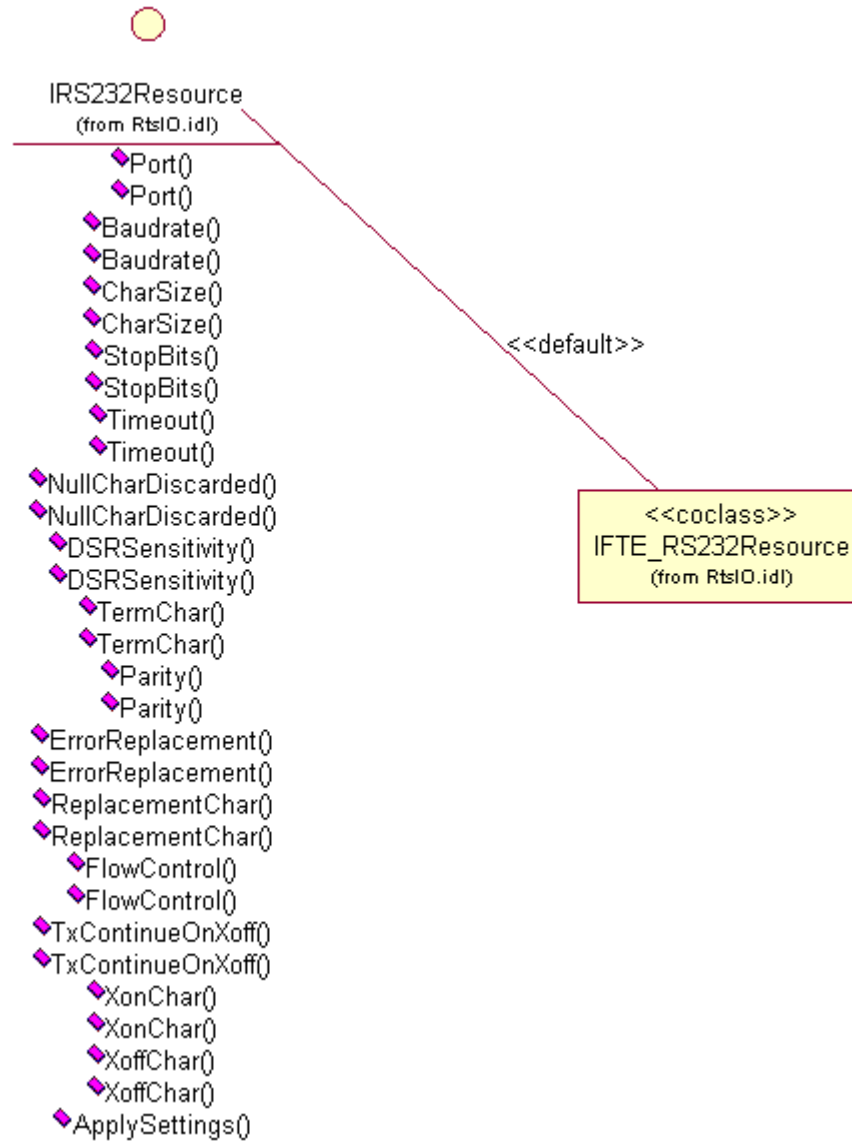 IRS232Resource
(from RtsIO.idl)
Port()
Port()
Baudrate()
Baudrate()
CharSize()
CharSize()
StopBits()
StopBits()
Timeout()
Timeout()
NullCharDiscarded()
NullCharDiscarded()
DSRSensitivity()
DSRSensitivity()
TermChar()
TermChar()
Parity()
Parity()
ErrorReplacement()
ErrorReplacement()
ReplacementChar()
ReplacementChar()
FlowControl()
FlowControl()
TxContinueOnXoff()
TxContinueOnXoff()
XonChar()
XonChar()
XoffChar()
XoffChar()
ApplySettings()
<<default>>
<<coclass>>
IFTE_RS232Resource
(from RtsIO.idl)